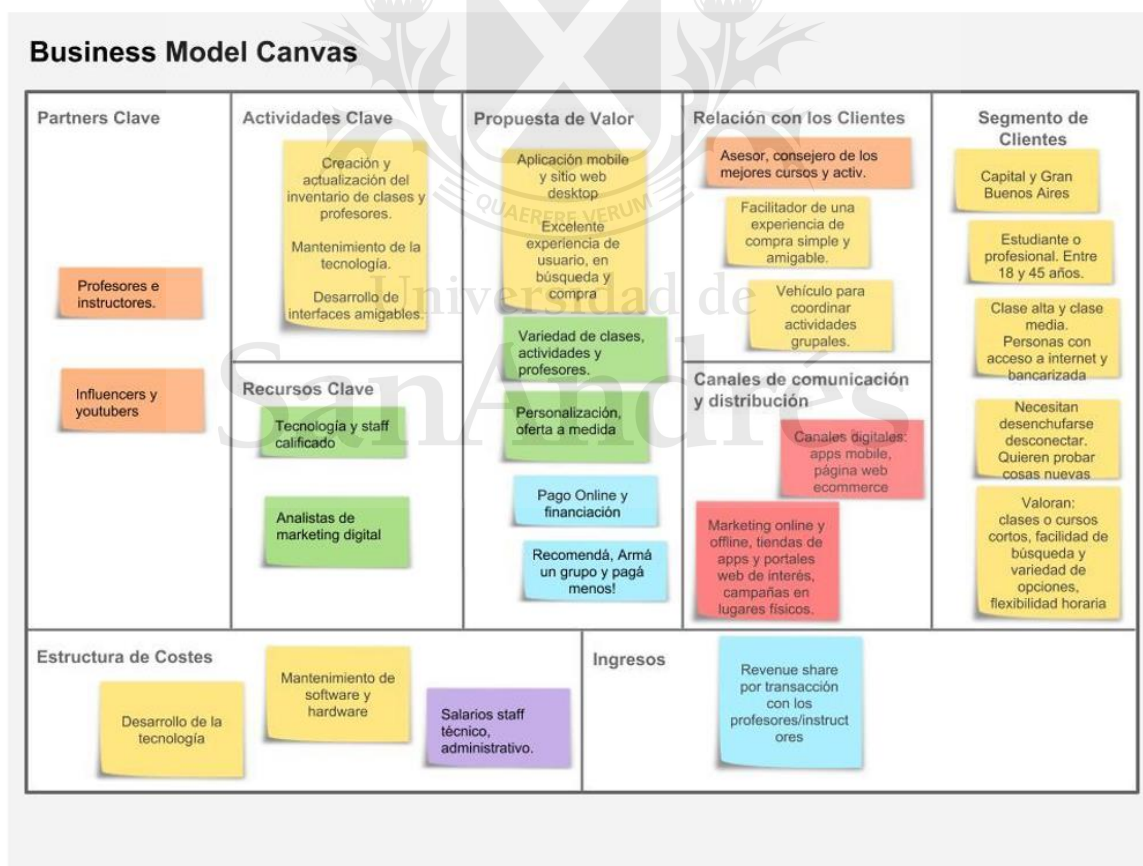 Business Model Canvas
Partners Clave
Profesores e
instructores.
Influencers y
youtubers
Actividades Clave
Creación y
actualización del
inventario de clases y
profesores.
Mantenimiento de la
tecnología.
Desarrollo de
interfaces amigables.
Recursos Clave
Tecnología y staff
calificado
Analistas de
marketing digital
Propuesta de Valor
Aplicación mobile
y sitio web
desktop
Excelente
experiencia de
usuario, en
búsqueda y
compra
Variedad de clases,
actividades y
profesores.
Personalización,
oferta a medida
Pago Online y
financiación
Recomendá, Armá
un grupo y pagá
menos!
Relación con los Clientes
Asesor, consejero de los
mejores cursos y activ.
Facilitador de una
experiencia de
compra simple y
amigable.
Vehículo para
coordinar
actividades
grupales.
Canales de comunicación
y distribución
Canales digitales:
apps mobile,
página web
ecommerce
Marketing online y
offline, tiendas de
apps y portales
web de interés,
campañas en
lugares físicos.
Segmento de
Clientes
Capital y Gran
Buenos Aires
Estudiante o
profesional. Entre
18 y 45 años.
Clase alta y clase
media.
Personas con
acceso a internet y
bancarizada
Necesitan
desenchufarse
desconectar.
Quieren probar
cosas nuevas
Valoran:
clases o cursos
cortos, facilidad de
búsqueda y
variedad de
opciones,
flexibilidad horaria
Estructura de Costes
Desarrollo de la
tecnología
Mantenimiento de
software y
hardware
Salarios staff
técnico,
administrativo.
Ingresos
Revenue share
por transacción
con los
profesores/instruct
ores
QUAERERE VERUM
Universidad de
SanAndrés